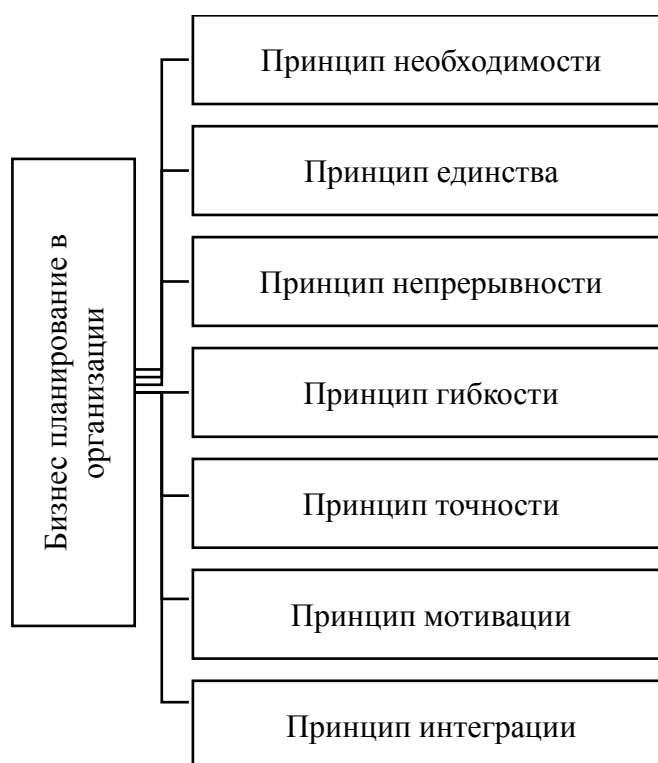 Бизнес планирование в
организации
Принцип необходимости
Принцип единства
Принцип непрерывности
Принцип гибкости
Принцип точности
Принцип мотивации
Принцип интеграции